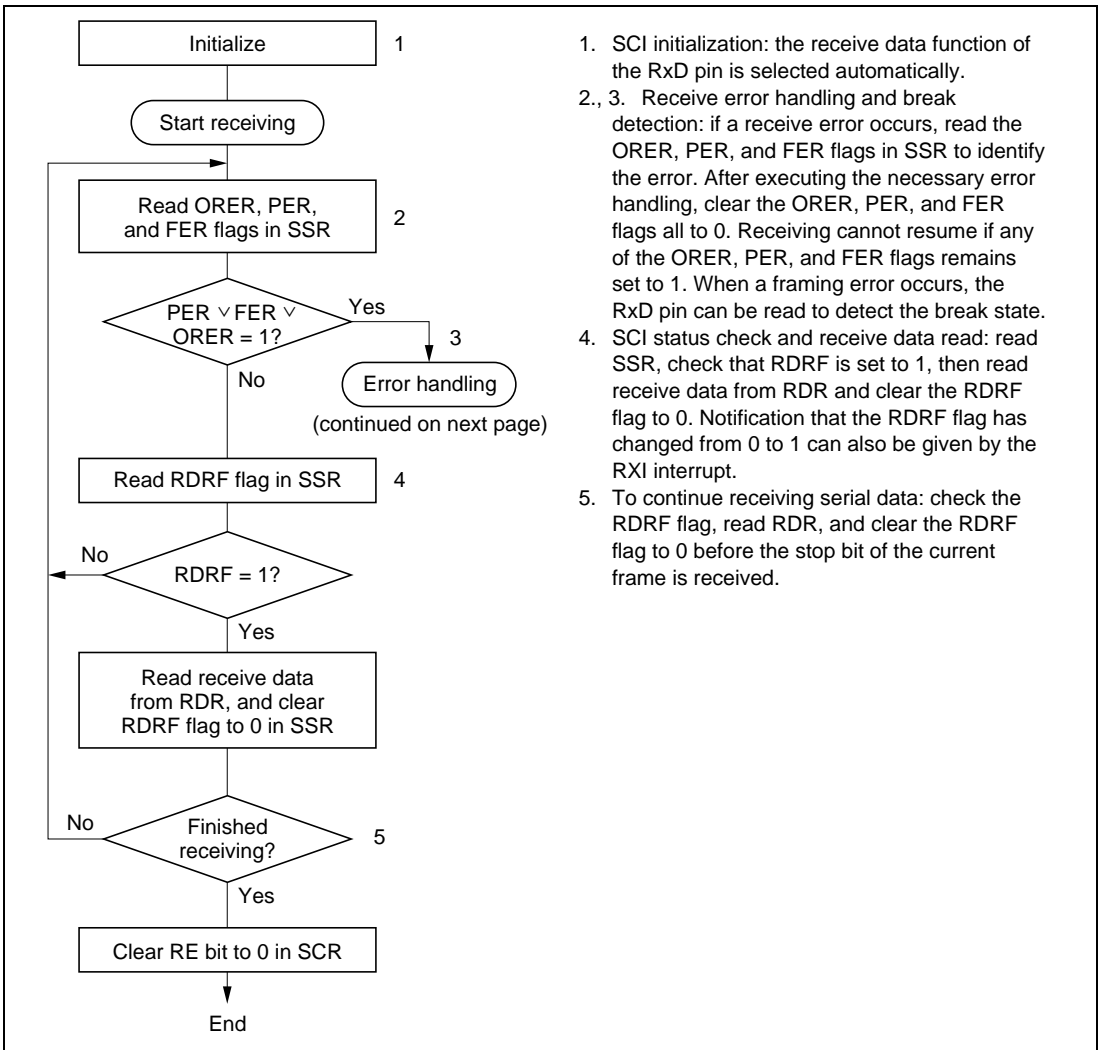 Initialize
1
Start receiving
Read ORER, PER,
and FER flags in SSR
2
PER ∨ FER ∨
ORER = 1?
Yes
3
No
Error handling
(continued on next page)
Read RDRF flag in SSR
4
No
RDRF = 1?
Yes
Read receive data
from RDR, and clear
RDRF flag to 0 in SSR
No
Finished
receiving?
5
Yes
Clear RE bit to 0 in SCR
End
1. SCI initialization: the receive data function of
the RxD pin is selected automatically.
2., 3. Receive error handling and break
detection: if a receive error occurs, read the
ORER, PER, and FER flags in SSR to identify
the error. After executing the necessary error
handling, clear the ORER, PER, and FER
flags all to 0. Receiving cannot resume if any
of the ORER, PER, and FER flags remains
set to 1. When a framing error occurs, the
RxD pin can be read to detect the break state.
4. SCI status check and receive data read: read
SSR, check that RDRF is set to 1, then read
receive data from RDR and clear the RDRF
flag to 0. Notification that the RDRF flag has
changed from 0 to 1 can also be given by the
RXI interrupt.
5. To continue receiving serial data: check the
RDRF flag, read RDR, and clear the RDRF
flag to 0 before the stop bit of the current
frame is received.